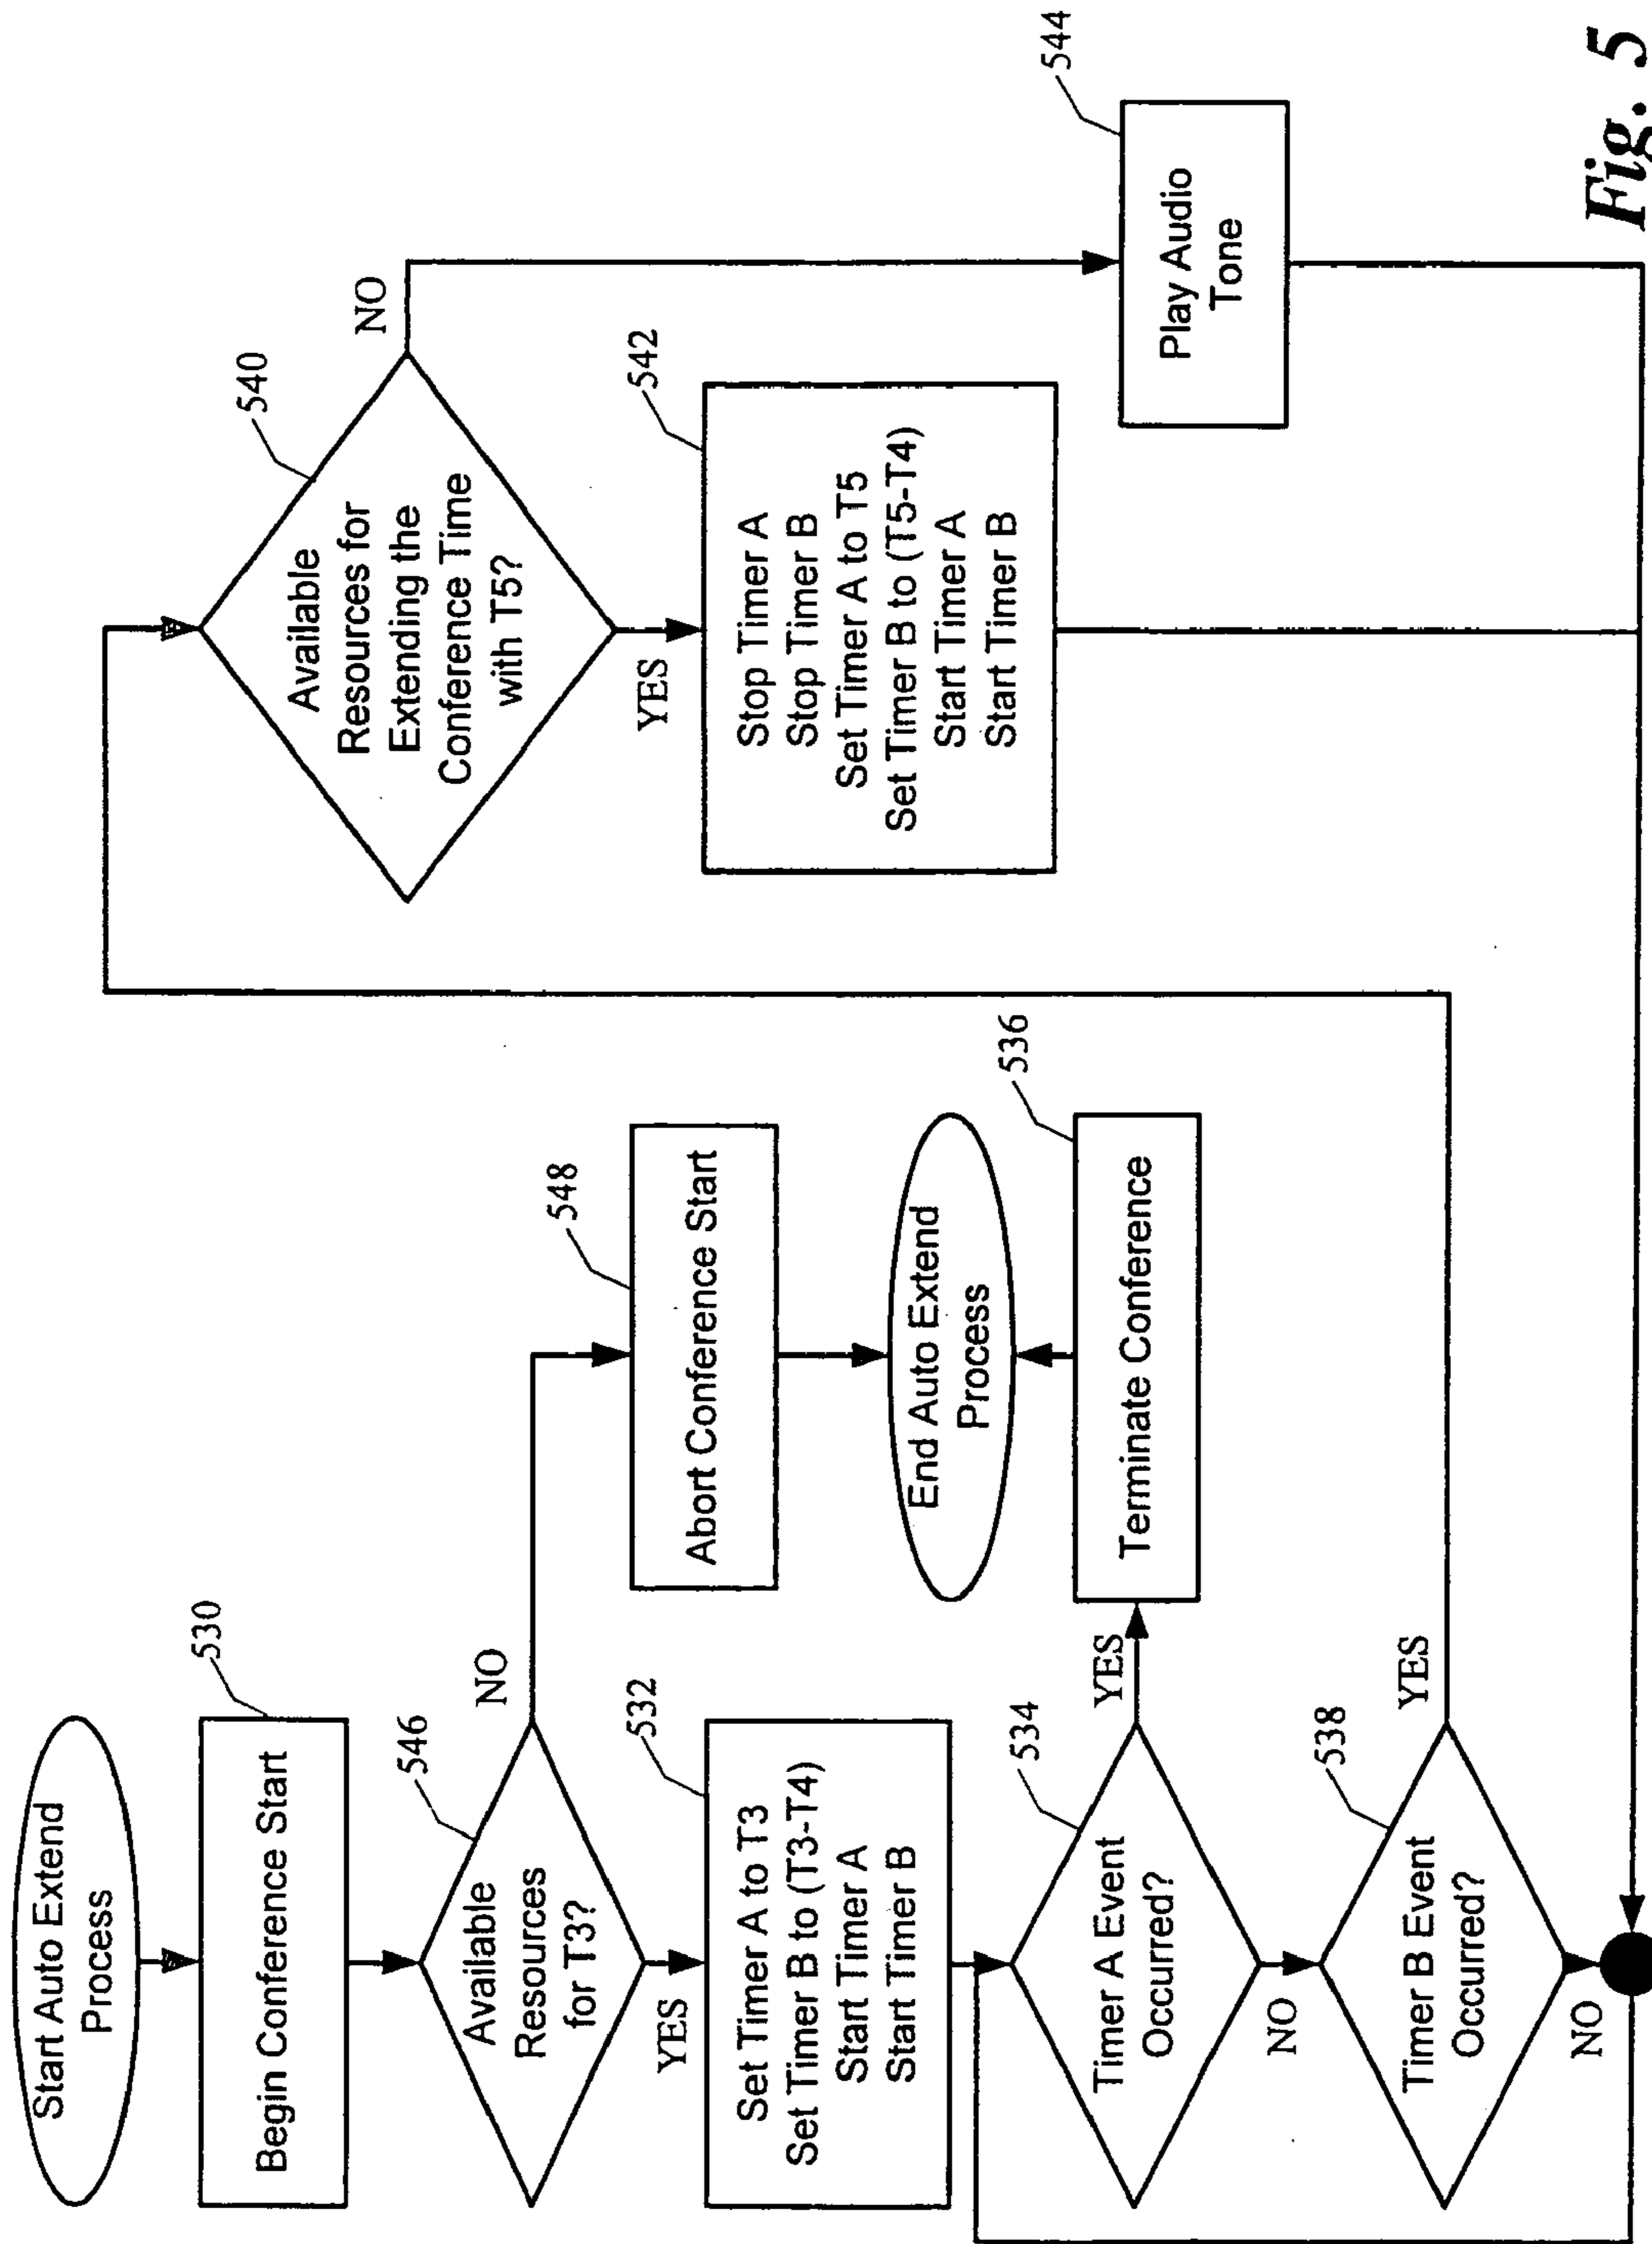 Start Auto Extend
Process
530
Begin Conference Start
546
Available
Resources
for T3?
NO
YES
532
Set Timer A to T3
Set Timer B to (T3-T4)
Start Timer A
Start Timer B
534
Timer A Event
Occurred?
YES
NO
538
Timer B Event
Occurred?
YES
NO
548
Abort Conference Start
End Auto Extend
Process
536
Terminate Conference
540
Available
Resources for
Extending the
Conference Time
with T5?
NO
YES
542
Stop Timer A
Stop Timer B
Set Timer A to T5
Set Timer B to (T5-T4)
Start Timer A
Start Timer B
544
Play Audio
Tone
Fig. 5